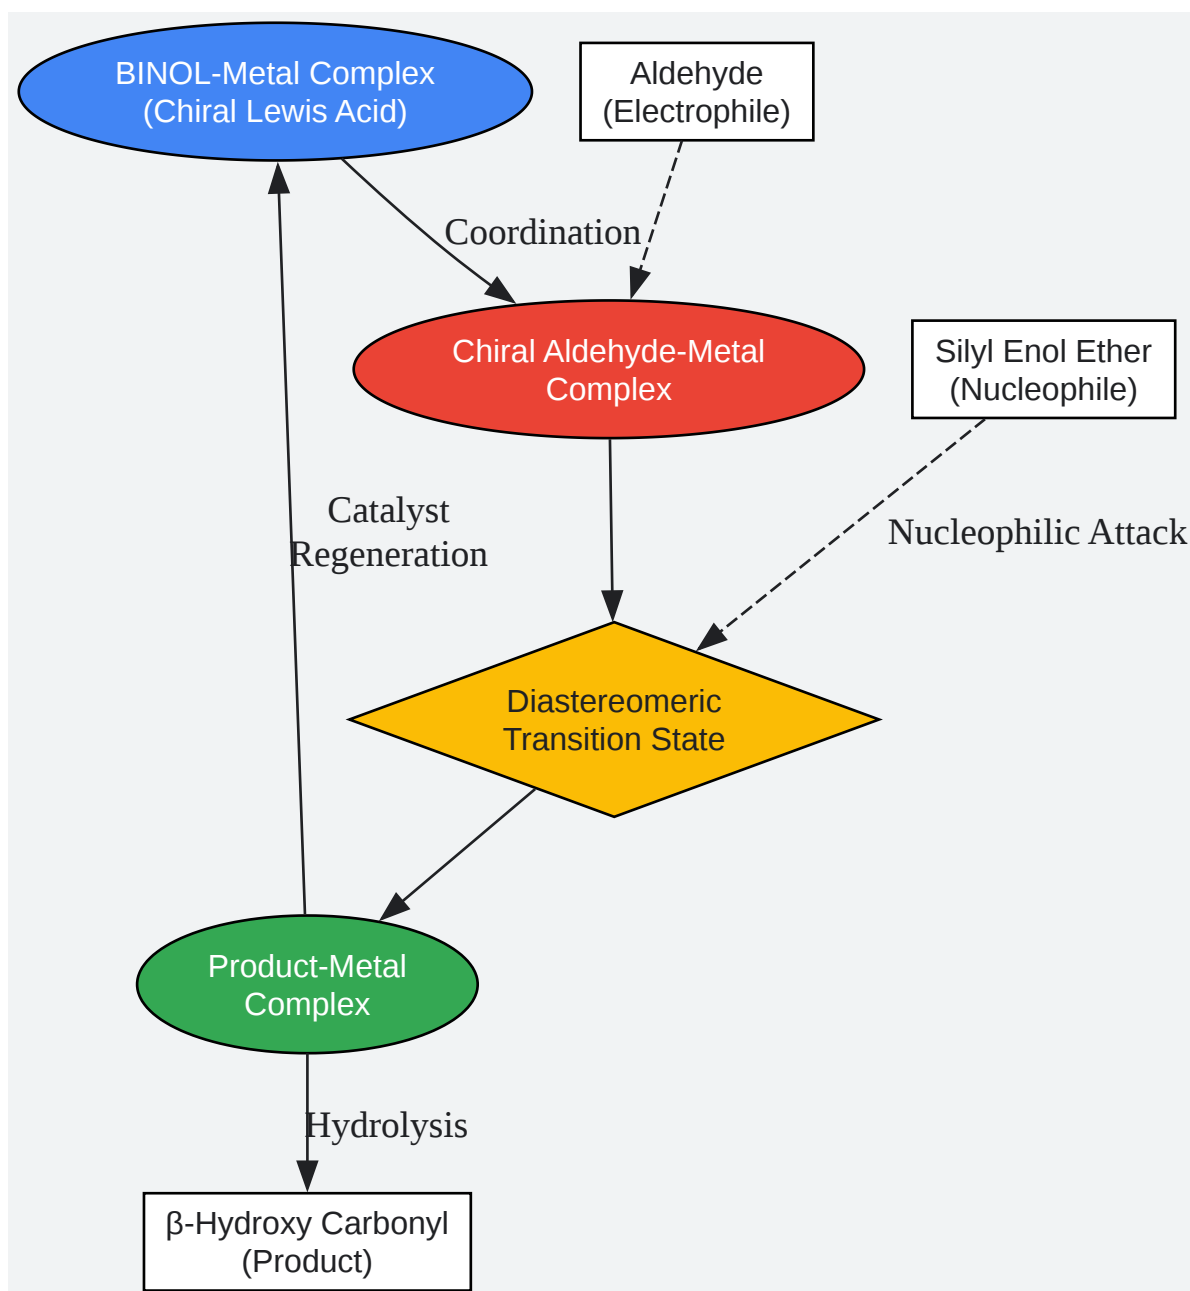 BINOL-Metal Complex
(Chiral Lewis Acid)
Aldehyde
(Electrophile)
Coordination
Chiral Aldehyde-Metal
Complex
Silyl Enol Ether
(Nucleophile)
Catalyst
Regeneration
Nucleophilic Attack
Diastereomeric
Transition State
Product-Metal
Complex
Hydrolysis
β-Hydroxy Carbonyl
(Product)